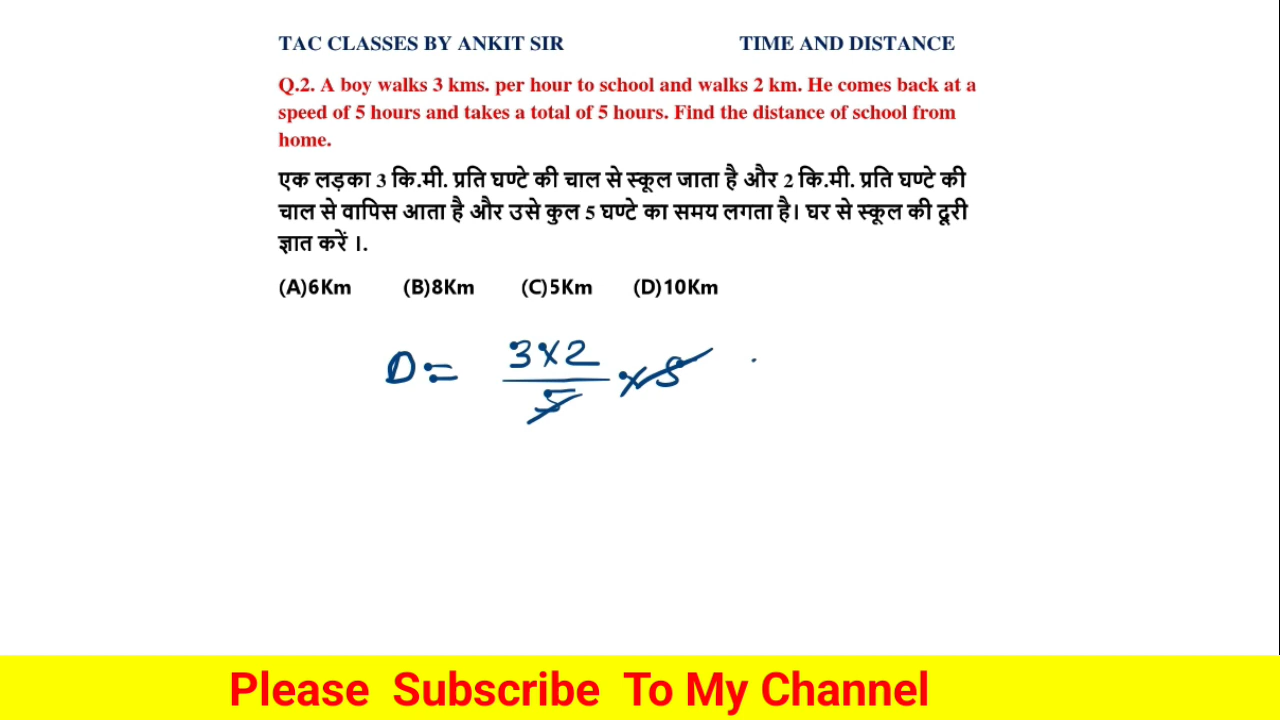 TAC CLASSES BY ANKIT SIR TIME AND DISTANCE
Q.2. A boy walks 3 kms. per hour to school and walks 2 km. He comes back at a
speed of 5 hours and takes a total of 5 hours. Find the distance of school from
home.
एक लड़का 3 कि.मी. प्रति घण्टे की चाल से स्कूल जाता है और 2 कि.मी. प्रति घण्टे की
चाल से वापिस आता है और उसे कुल 5 घण्टे का समय लगता है। घर से स्कूल की दूरी
ज्ञात करें ।.
(A)6Km (B)8Km (C)5Km (D)10Km
3×2
D= ×5
5
Please Subscribe To My Channel